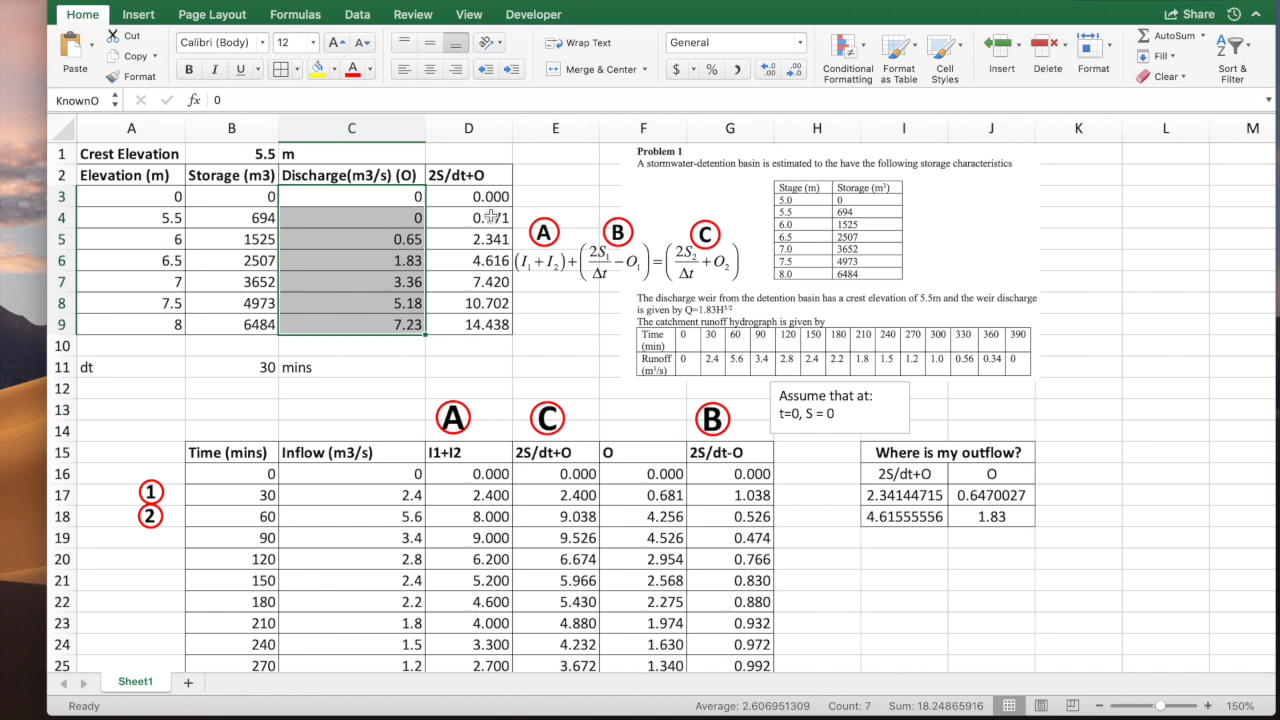 Home Insert Page Layout Formulas Data Review View Developer Share
Paste Cut Copy Format
Calibri (Body) 12 A A
B I U A
Wrap Text
Merge & Center
General
$ %
Conditional Formatting
Format as Table
Cell Styles
Insert Delete Format
AutoSum
Fill
Clear
Sort & Filter
KnownO fx 0
A B C D E F G H I J K L M
1 Crest Elevation 5.5 m
2 Elevation (m) Storage (m3) Discharge(m3/s) (O) 2S/dt+O
3 0 0 0 0.000
4 5.5 694 0
5 6 1525 0.65 2.341
6 6.5 2507 1.83 4.616
7 7 3652 3.36 7.420
8 7.5 4973 5.18 10.702
9 8 6484 7.23 14.438
10
11 dt 30 mins
12
13
14
Problem 1
A stormwater-detention basin is estimated to the have the following storage characteristics
Stage (m) Storage (m³)
5.0 0
5.5 694
6.0 1525
6.5 2507
7.0 3652
7.5 4973
8.0 6484
A B C
(I₁ + I₂) + (2S₁/Δt − O₁) = (2S₂/Δt + O₂)
The discharge weir from the detention basin has a crest elevation of 5.5m and the weir discharge
is given by Q=1.83H³ᐟ²
The catchment runoff hydrograph is given by
Time (min) 0 30 60 90 120 150 180 210 240 270 300 330 360 390
Runoff (m³/s) 0 2.4 5.6 3.4 2.8 2.4 2.2 1.8 1.5 1.2 1.0 0.56 0.34 0
Assume that at:
t=0, S = 0
A C B
15 Time (mins) Inflow (m3/s) I1+I2 2S/dt+O O 2S/dt-O Where is my outflow?
16 0 0 0.000 0.000 0.000 0.000 2S/dt+O O
17 1 30 2.4 2.400 2.400 0.681 1.038 2.34144715 0.6470027
18 2 60 5.6 8.000 9.038 4.256 0.526 4.61555556 1.83
19 90 3.4 9.000 9.526 4.526 0.474
20 120 2.8 6.200 6.674 2.954 0.766
21 150 2.4 5.200 5.966 2.568 0.830
22 180 2.2 4.600 5.430 2.275 0.880
23 210 1.8 4.000 4.880 1.974 0.932
24 240 1.5 3.300 4.232 1.630 0.972
25 270 1.2 2.700 3.672 1.340 0.992
Sheet1 +
Ready Average: 2.606951309 Count: 7 Sum: 18.24865916 150%